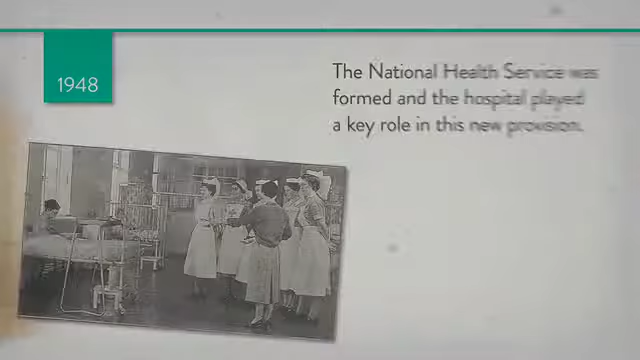 1948
The National Health Service was
formed and the hospital played
a key role in this new provision.